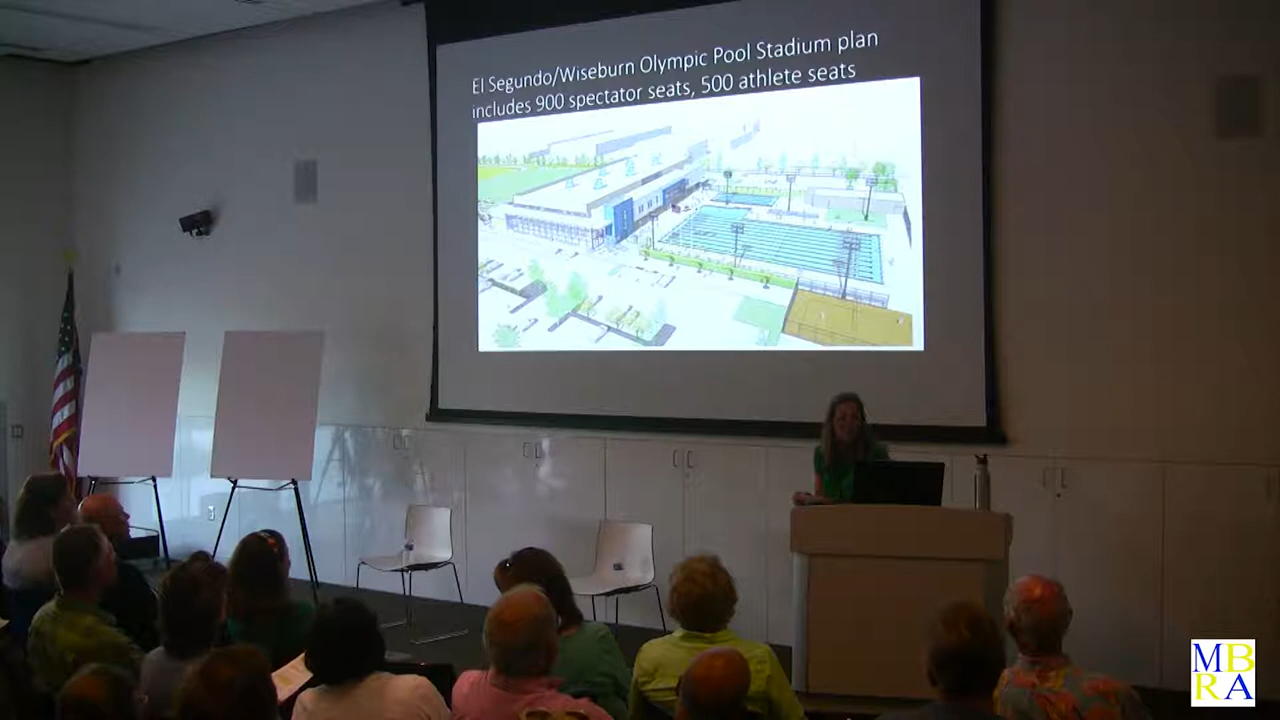 El Segundo/Wiseburn Olympic Pool Stadium plan
includes 900 spectator seats, 500 athlete seats
MB
RA